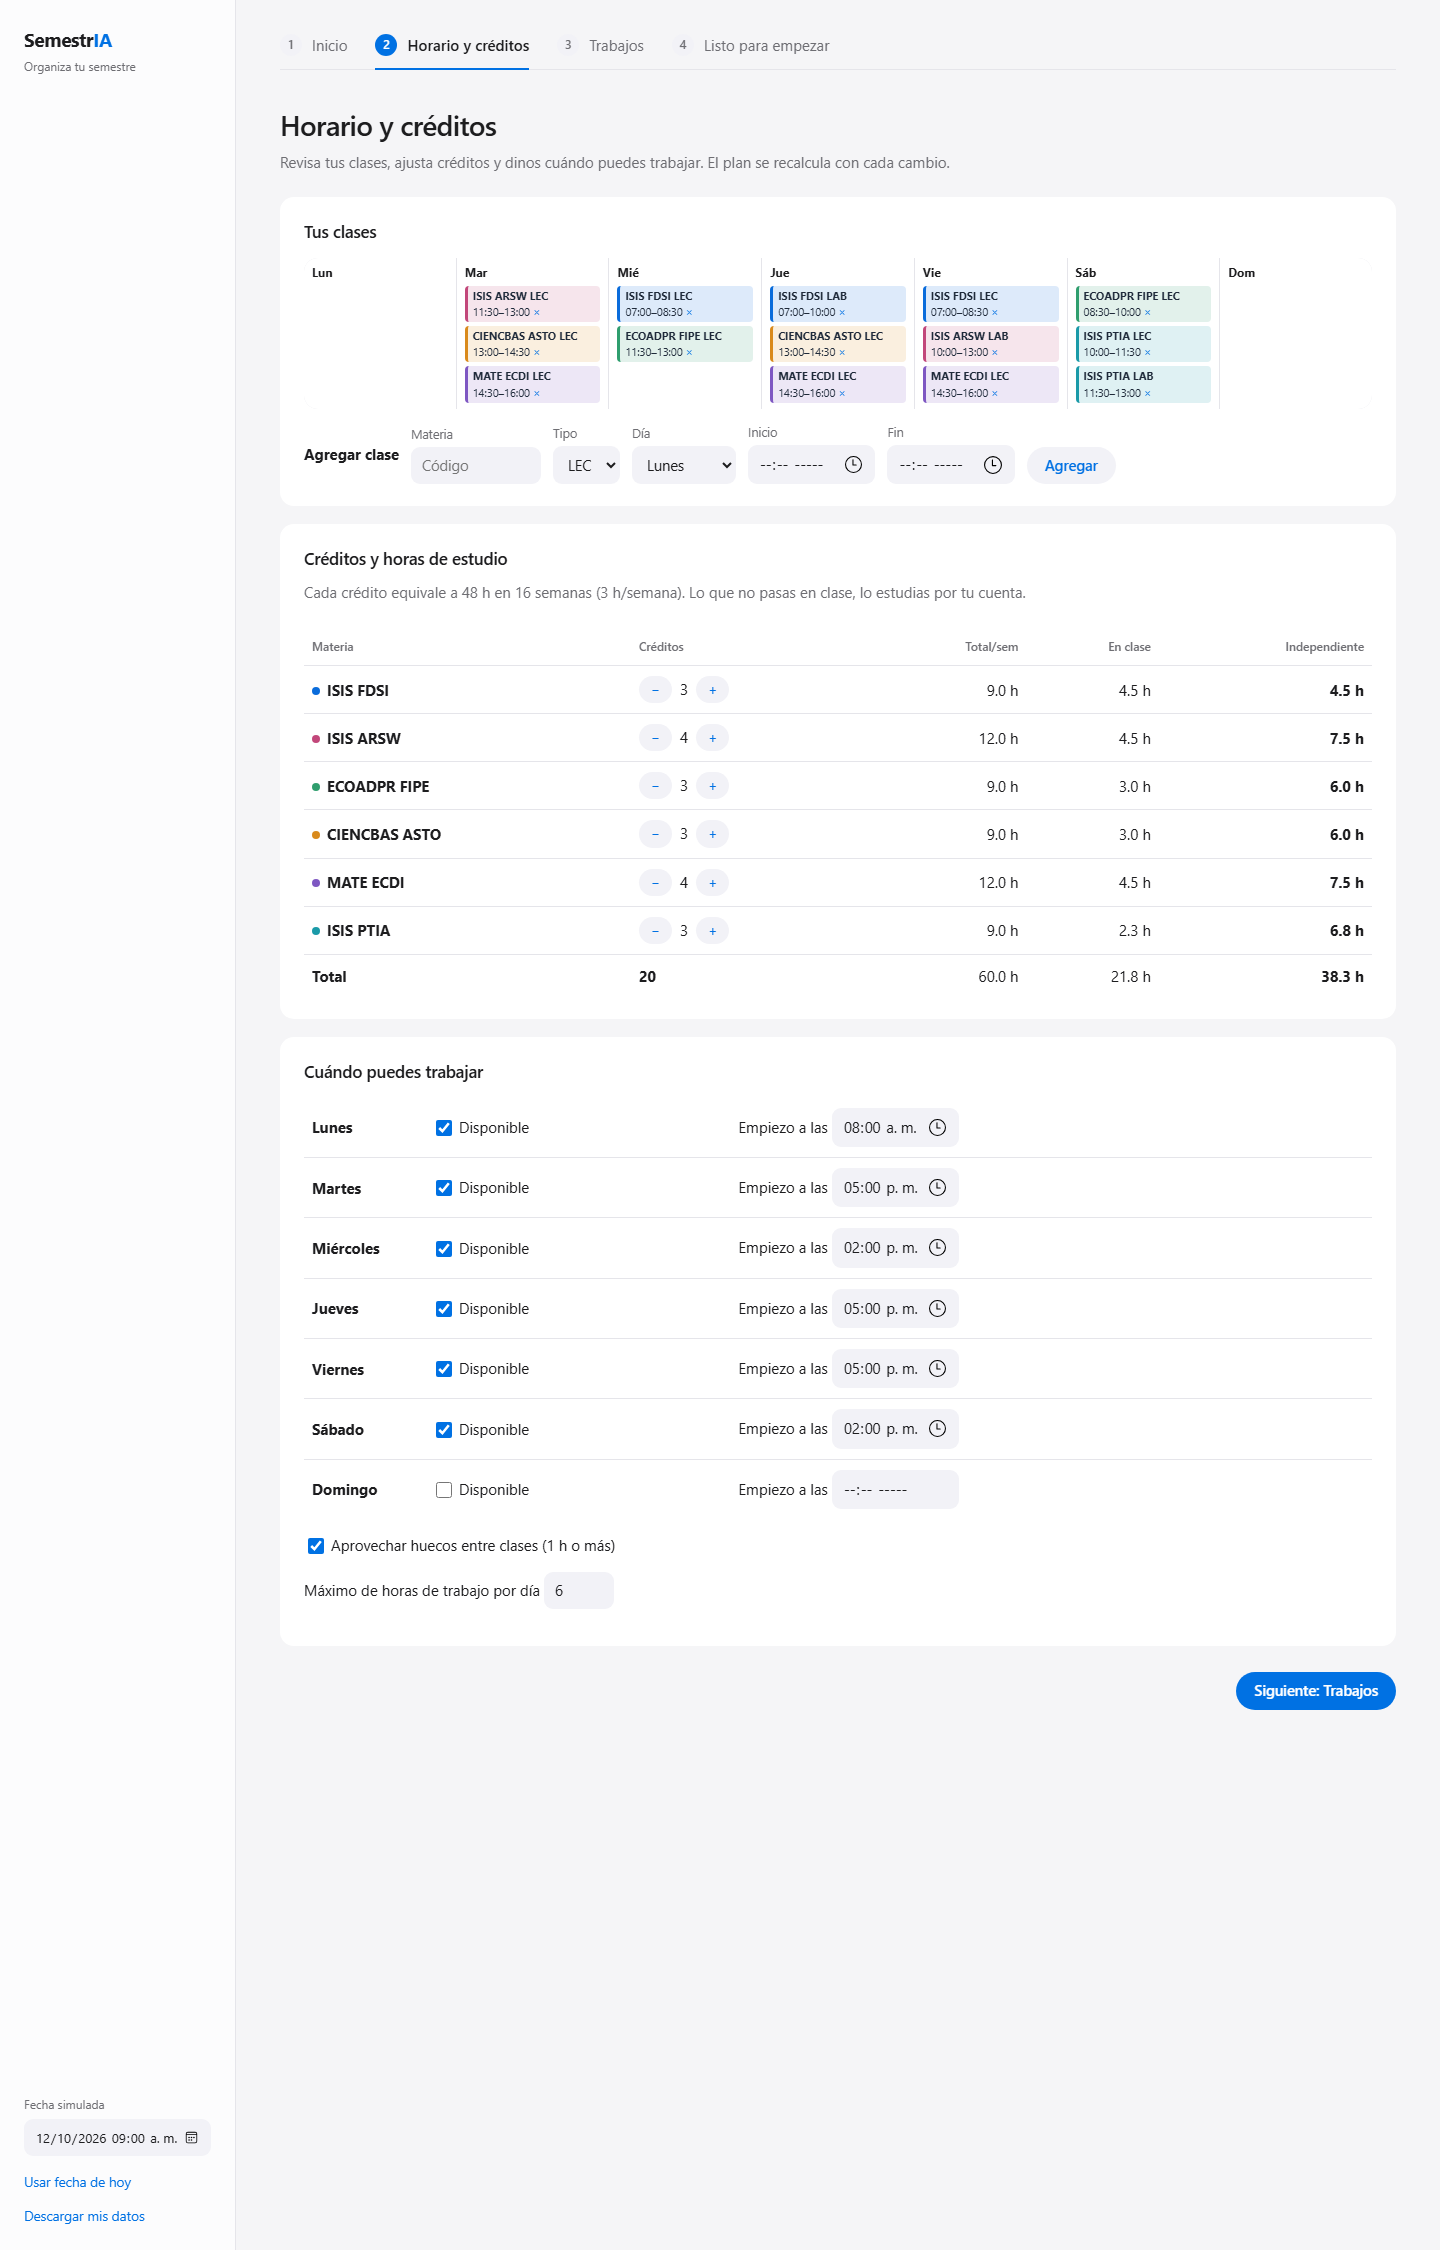 SemestrIA
Organiza tu semestre
1 Inicio 2 Horario y créditos 3 Trabajos 4 Listo para empezar
Horario y créditos
Revisa tus clases, ajusta créditos y dinos cuándo puedes trabajar. El plan se recalcula con cada cambio.
Tus clases
Lun
Mar
ISIS ARSW LEC
11:30–13:00 ×
CIENCBAS ASTO LEC
13:00–14:30 ×
MATE ECDI LEC
14:30–16:00 ×
Mié
ISIS FDSI LEC
07:00–08:30 ×
ECOADPR FIPE LEC
11:30–13:00 ×
Jue
ISIS FDSI LAB
07:00–10:00 ×
CIENCBAS ASTO LEC
13:00–14:30 ×
MATE ECDI LEC
14:30–16:00 ×
Vie
ISIS FDSI LEC
07:00–08:30 ×
ISIS ARSW LAB
10:00–13:00 ×
MATE ECDI LEC
14:30–16:00 ×
Sáb
ECOADPR FIPE LEC
08:30–10:00 ×
ISIS PTIA LEC
10:00–11:30 ×
ISIS PTIA LAB
11:30–13:00 ×
Dom
Materia Tipo Día Inicio Fin
Agregar clase Código LEC Lunes --:-- ----- --:-- ----- Agregar
Créditos y horas de estudio
Cada crédito equivale a 48 h en 16 semanas (3 h/semana). Lo que no pasas en clase, lo estudias por tu cuenta.
Materia Créditos Total/sem En clase Independiente
ISIS FDSI − 3 + 9.0 h 4.5 h 4.5 h
ISIS ARSW − 4 + 12.0 h 4.5 h 7.5 h
ECOADPR FIPE − 3 + 9.0 h 3.0 h 6.0 h
CIENCBAS ASTO − 3 + 9.0 h 3.0 h 6.0 h
MATE ECDI − 4 + 12.0 h 4.5 h 7.5 h
ISIS PTIA − 3 + 9.0 h 2.3 h 6.8 h
Total 20 60.0 h 21.8 h 38.3 h
Cuándo puedes trabajar
Lunes Disponible Empiezo a las 08:00 a. m.
Martes Disponible Empiezo a las 05:00 p. m.
Miércoles Disponible Empiezo a las 02:00 p. m.
Jueves Disponible Empiezo a las 05:00 p. m.
Viernes Disponible Empiezo a las 05:00 p. m.
Sábado Disponible Empiezo a las 02:00 p. m.
Domingo Disponible Empiezo a las --:-- -----
Aprovechar huecos entre clases (1 h o más)
Máximo de horas de trabajo por día 6
Siguiente: Trabajos
Fecha simulada
12/10/2026 09:00 a. m.
Usar fecha de hoy
Descargar mis datos